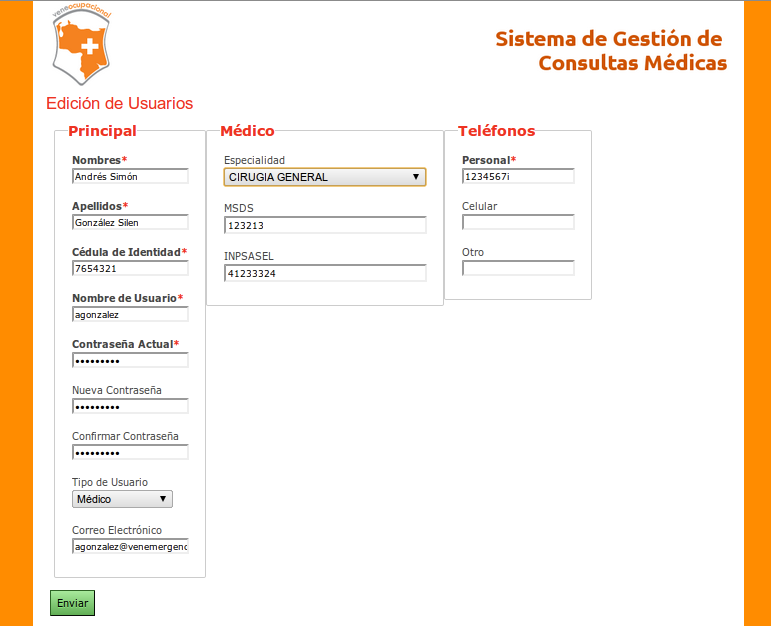 veneocupacional
Sistema de Gestión de
Consultas Médicas
Edición de Usuarios
Principal
Nombres*
Andrés Simón
Apellidos*
González Silen
Cédula de Identidad*
7654321
Nombre de Usuario*
agonzalez
Contraseña Actual*
•••••••••
Nueva Contraseña
•••••••••
Confirmar Contraseña
•••••••••
Tipo de Usuario
Médico
Correo Electrónico
agonzalez@venemergenc
Enviar
Médico
Especialidad
CIRUGIA GENERAL
MSDS
123213
INPSASEL
41233324
Teléfonos
Personal*
1234567i
Celular
Otro